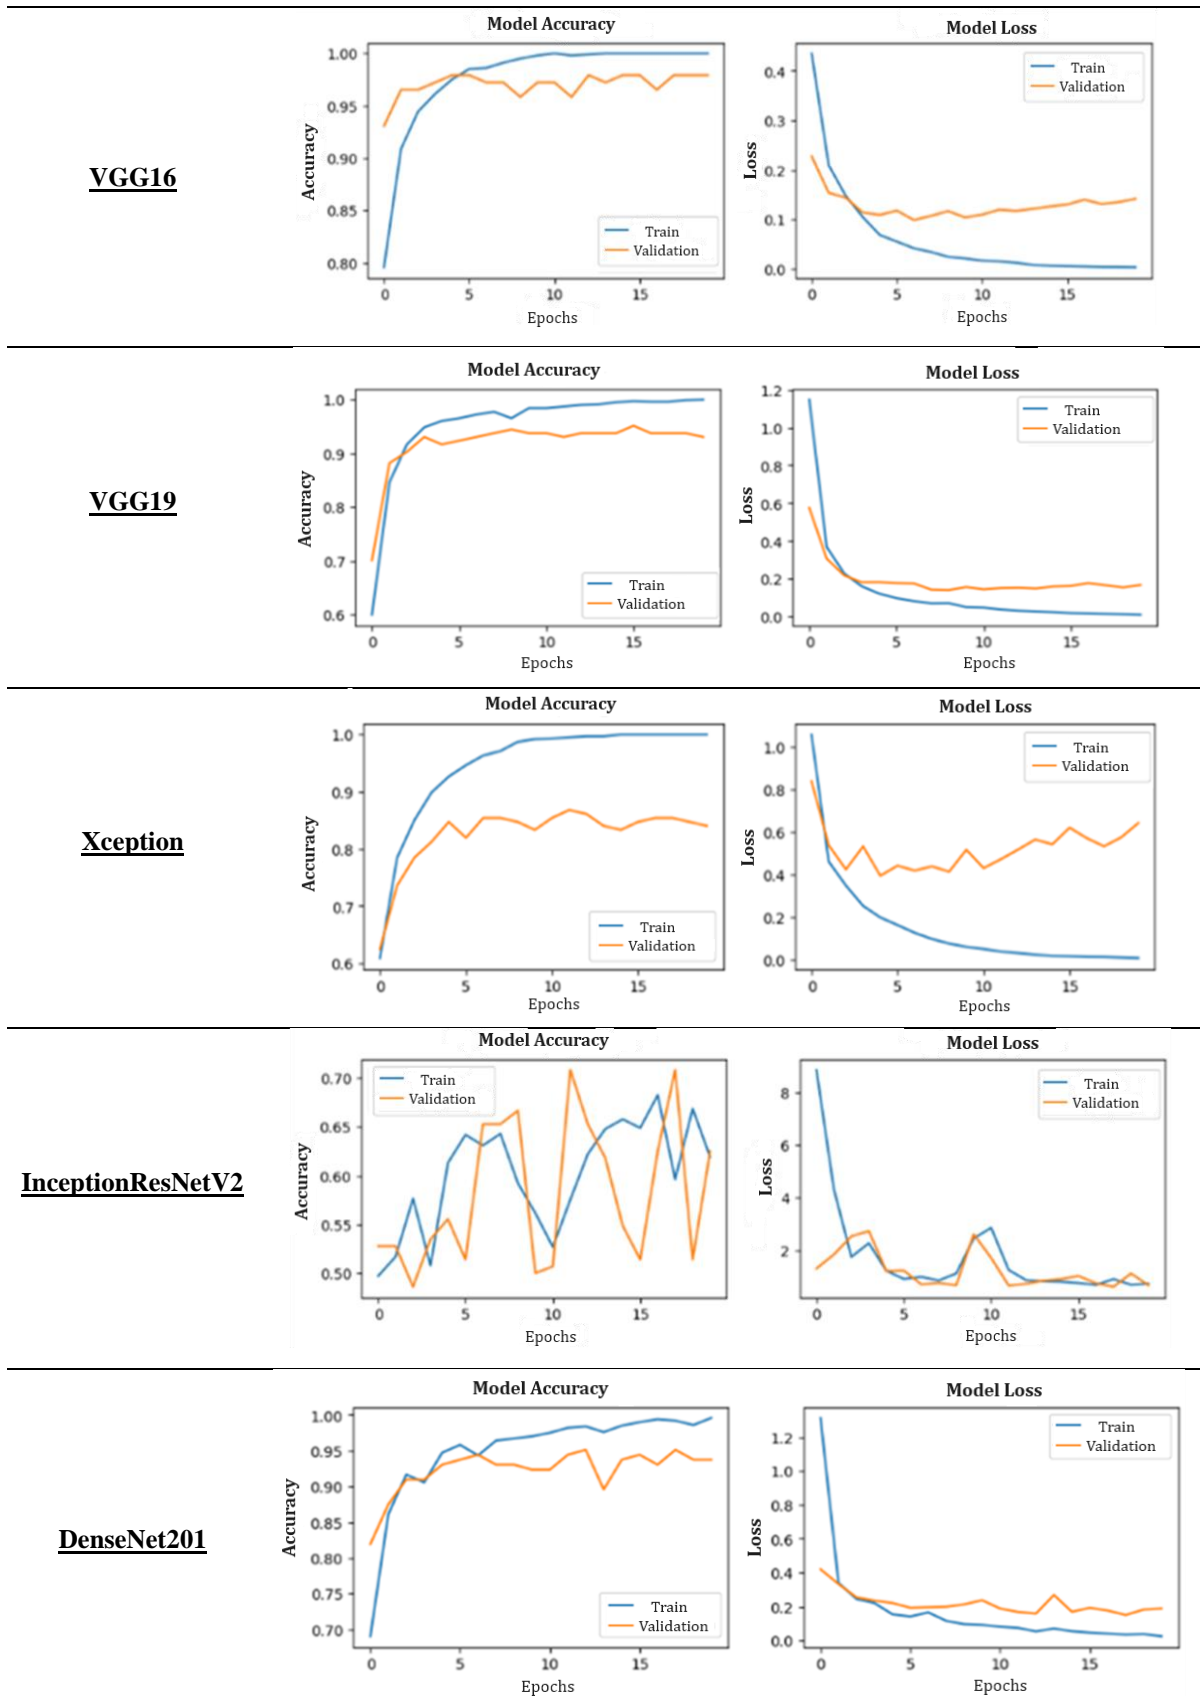 Model Accuracy
Model Loss
VGG16
1.00
0.95
0.90
0.85
0.80
Accuracy
0 5 10 15
Epochs
Train
Validation
0.4
0.3
0.2
0.1
0.0
Loss
0 5 10 15
Epochs
Train
Validation
Model Accuracy
Model Loss
VGG19
1.0
0.9
0.8
0.7
0.6
Accuracy
0 5 10 15
Epochs
Train
Validation
1.2
1.0
0.8
0.6
0.4
0.2
0.0
Loss
0 5 10 15
Epochs
Train
Validation
Model Accuracy
Model Loss
Xception
1.0
0.9
0.8
0.7
0.6
Accuracy
0 5 10 15
Epochs
Train
Validation
1.0
0.8
0.6
0.4
0.2
0.0
Loss
0 5 10 15
Epochs
Train
Validation
Model Accuracy
Model Loss
InceptionResNetV2
0.70
0.65
0.60
0.55
0.50
Accuracy
0 5 10 15
Epochs
Train
Validation
8
6
4
2
Loss
0 5 10 15
Epochs
Train
Validation
Model Accuracy
Model Loss
DenseNet201
1.00
0.95
0.90
0.85
0.80
0.75
0.70
Accuracy
0 5 10 15
Epochs
Train
Validation
1.2
1.0
0.8
0.6
0.4
0.2
0.0
Loss
0 5 10 15
Epochs
Train
Validation